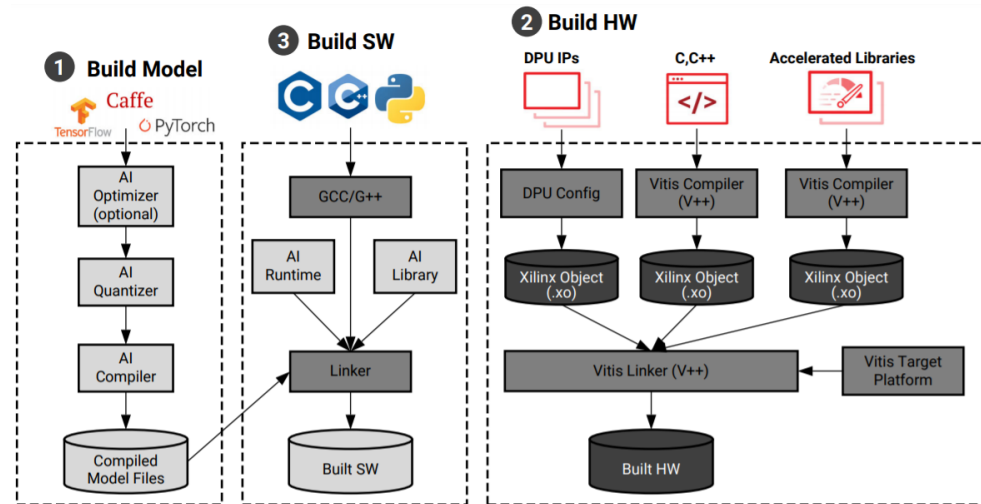 1 Build Model
TensorFlow
Caffe
PyTorch
AI
Optimizer
(optional)
AI
Quantizer
AI
Compiler
Compiled
Model Files
3 Build SW
C
C++
GCC/G++
AI
Runtime
AI
Library
Linker
Built SW
2 Build HW
DPU IPs
C,C++
</>
Accelerated Libraries
DPU Config
Vitis Compiler
(V++)
Vitis Compiler
(V++)
Xilinx Object
(.xo)
Xilinx Object
(.xo)
Xilinx Object
(.xo)
Vitis Linker (V++)
Vitis Target
Platform
Built HW